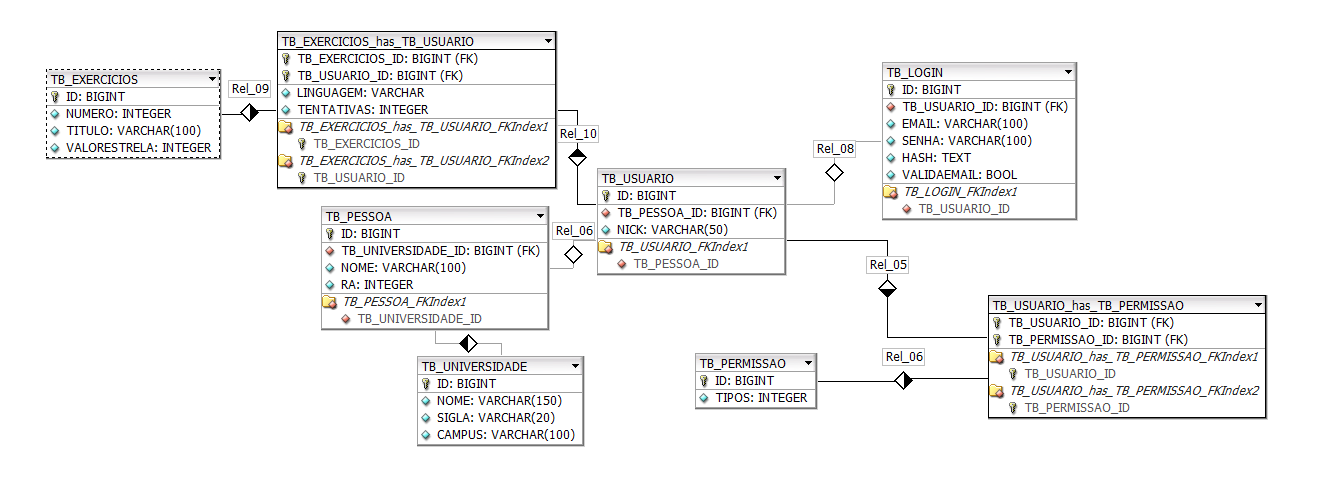 TB_EXERCICIOS
ID: BIGINT
NUMERO: INTEGER
TITULO: VARCHAR(100)
VALORESTRELA: INTEGER
Rel_09
TB_EXERCICIOS_has_TB_USUARIO
TB_EXERCICIOS_ID: BIGINT (FK)
TB_USUARIO_ID: BIGINT (FK)
LINGUAGEM: VARCHAR
TENTATIVAS: INTEGER
TB_EXERCICIOS_has_TB_USUARIO_FKIndex1
TB_EXERCICIOS_ID
TB_EXERCICIOS_has_TB_USUARIO_FKIndex2
TB_USUARIO_ID
Rel_10
TB_USUARIO
ID: BIGINT
TB_PESSOA_ID: BIGINT (FK)
NICK: VARCHAR(50)
TB_USUARIO_FKIndex1
TB_PESSOA_ID
Rel_08
TB_LOGIN
ID: BIGINT
TB_USUARIO_ID: BIGINT (FK)
EMAIL: VARCHAR(100)
SENHA: VARCHAR(100)
HASH: TEXT
VALIDAEMAIL: BOOL
TB_LOGIN_FKIndex1
TB_USUARIO_ID
TB_PESSOA
ID: BIGINT
TB_UNIVERSIDADE_ID: BIGINT (FK)
NOME: VARCHAR(100)
RA: INTEGER
TB_PESSOA_FKIndex1
TB_UNIVERSIDADE_ID
Rel_06
TB_UNIVERSIDADE
ID: BIGINT
NOME: VARCHAR(150)
SIGLA: VARCHAR(20)
CAMPUS: VARCHAR(100)
Rel_05
TB_PERMISSAO
ID: BIGINT
TIPOS: INTEGER
Rel_06
TB_USUARIO_has_TB_PERMISSAO
TB_USUARIO_ID: BIGINT (FK)
TB_PERMISSAO_ID: BIGINT (FK)
TB_USUARIO_has_TB_PERMISSAO_FKIndex1
TB_USUARIO_ID
TB_USUARIO_has_TB_PERMISSAO_FKIndex2
TB_PERMISSAO_ID